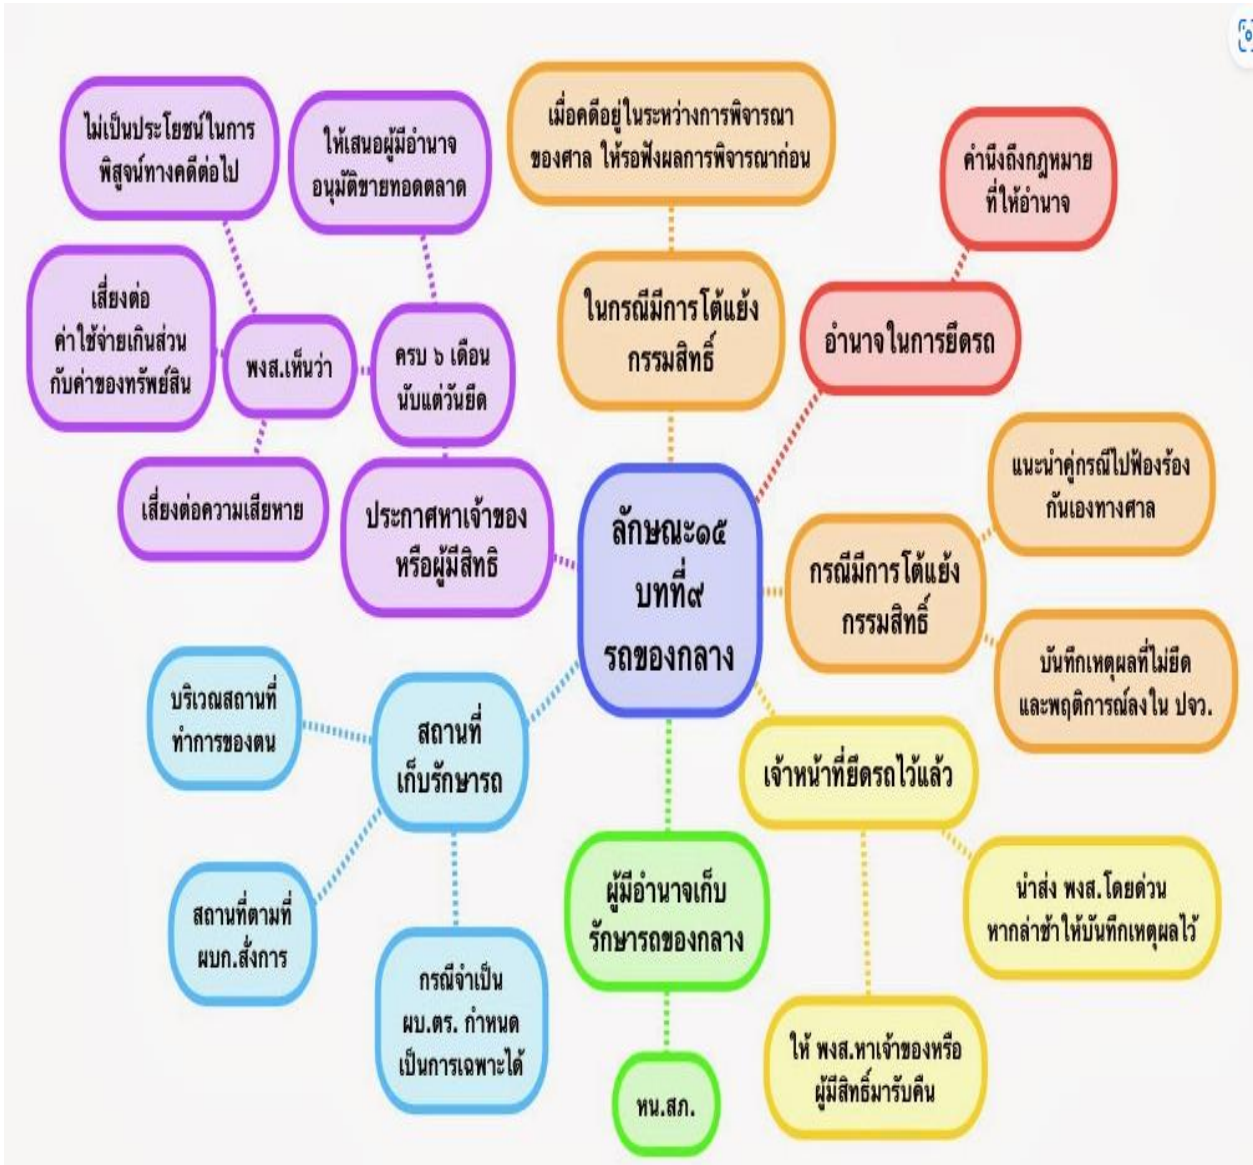 ไม่เป็นประโยชน์ในการ
พิสูจน์ทางคดีต่อไป
ให้เสนอผู้มีอำนาจ
อนุมัติขายทอดตลาด
เมื่อคดีอยู่ในระหว่างการพิจารณา
ของศาล ให้รอฟังผลการพิจารณาก่อน
คำนึงถึงกฎหมาย
ที่ให้อำนาจ
เสี่ยงต่อ
ค่าใช้จ่ายเกินส่วน
กับค่าของทรัพย์สิน
พงส.เห็นว่า
ครบ ๖ เดือน
นับแต่วันยึด
ในกรณีมีการโต้แย้ง
กรรมสิทธิ์
อำนาจในการยึดรถ
เสี่ยงต่อความเสียหาย
ประกาศหาเจ้าของ
หรือผู้มีสิทธิ
ลักษณะ๑๕
บทที่๙
รถของกลาง
กรณีมีการโต้แย้ง
กรรมสิทธิ์
แนะนำคู่กรณีไปฟ้องร้อง
กันเองทางศาล
บันทึกเหตุผลที่ไม่ยึด
และพฤติการณ์ลงใน ปจว.
บริเวณสถานที่
ทำการของตน
สถานที่
เก็บรักษารถ
เจ้าหน้าที่ยึดรถไว้แล้ว
สถานที่ตามที่
ผบก.สั่งการ
กรณีจำเป็น
ผบ.ตร. กำหนด
เป็นการเฉพาะได้
ผู้มีอำนาจเก็บ
รักษารถของกลาง
หน.สภ.
นำส่ง พงส.โดยด่วน
หากล่าช้าให้บันทึกเหตุผลไว้
ให้ พงส.หาเจ้าของหรือ
ผู้มีสิทธิ์มารับคืน